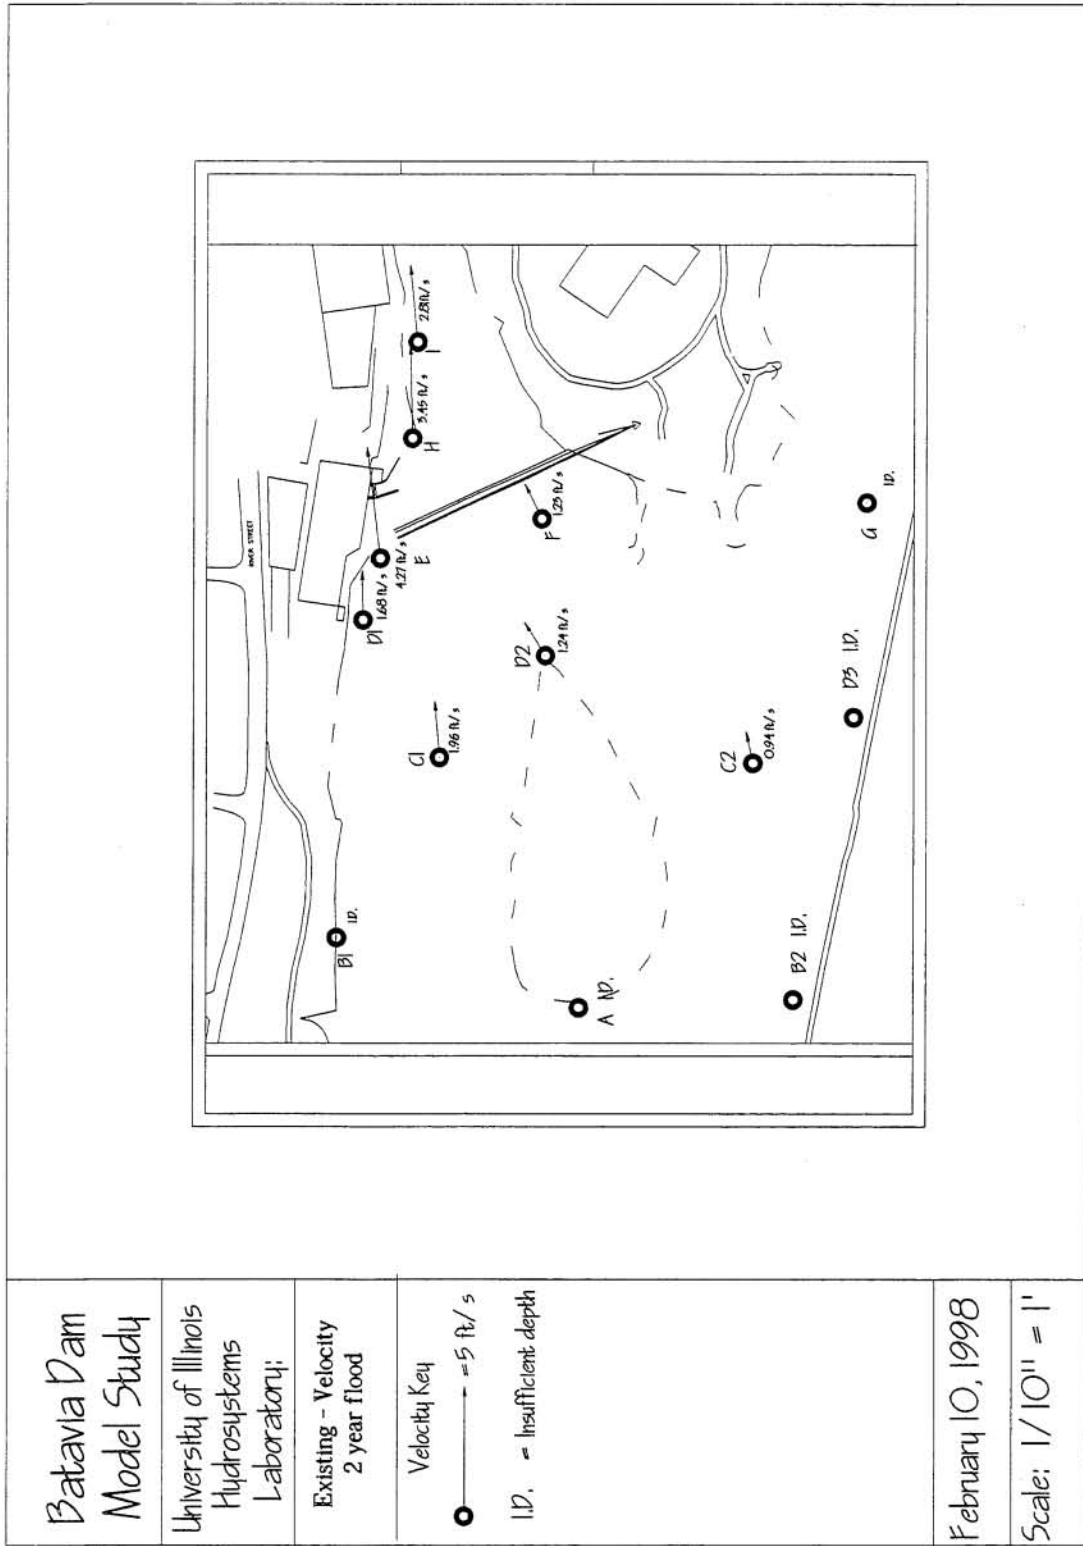 Batavia Dam
Model Study
University of Illinois
Hydrosystems
Laboratory:
Existing - Velocity
2 year flood
Velocity Key
= 5 ft/s
I.D. = Insufficient depth
February 10, 1998
Scale: 1/10" = 1'
RIVER STREET
B1
I.D.
A
C1
1.96 ft/s
D1
1.68 ft/s
E
4.27 ft/s
H
3.45 ft/s
I
D2
1.24 ft/s
F
1.23 ft/s
C2
0.94 ft/s
B2 I.D.
D3 I.D.
G
I.D.